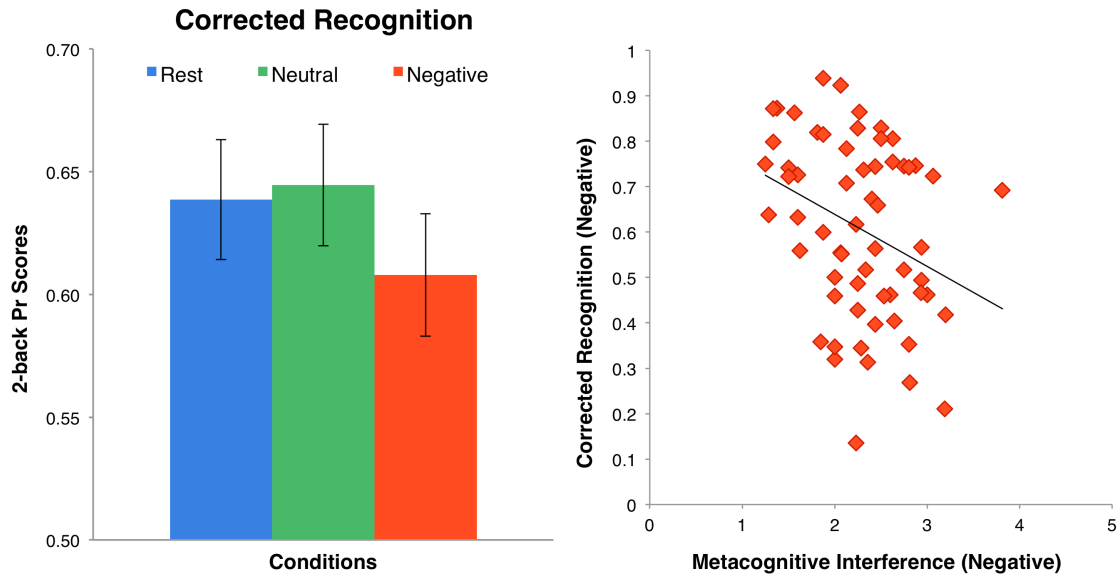 Corrected Recognition
Rest Neutral Negative
2-back Pr Scores
0.70
0.65
0.60
0.55
0.50
Conditions
Corrected Recognition (Negative)
1
0.9
0.8
0.7
0.6
0.5
0.4
0.3
0.2
0.1
0
0 1 2 3 4 5
Metacognitive Interference (Negative)